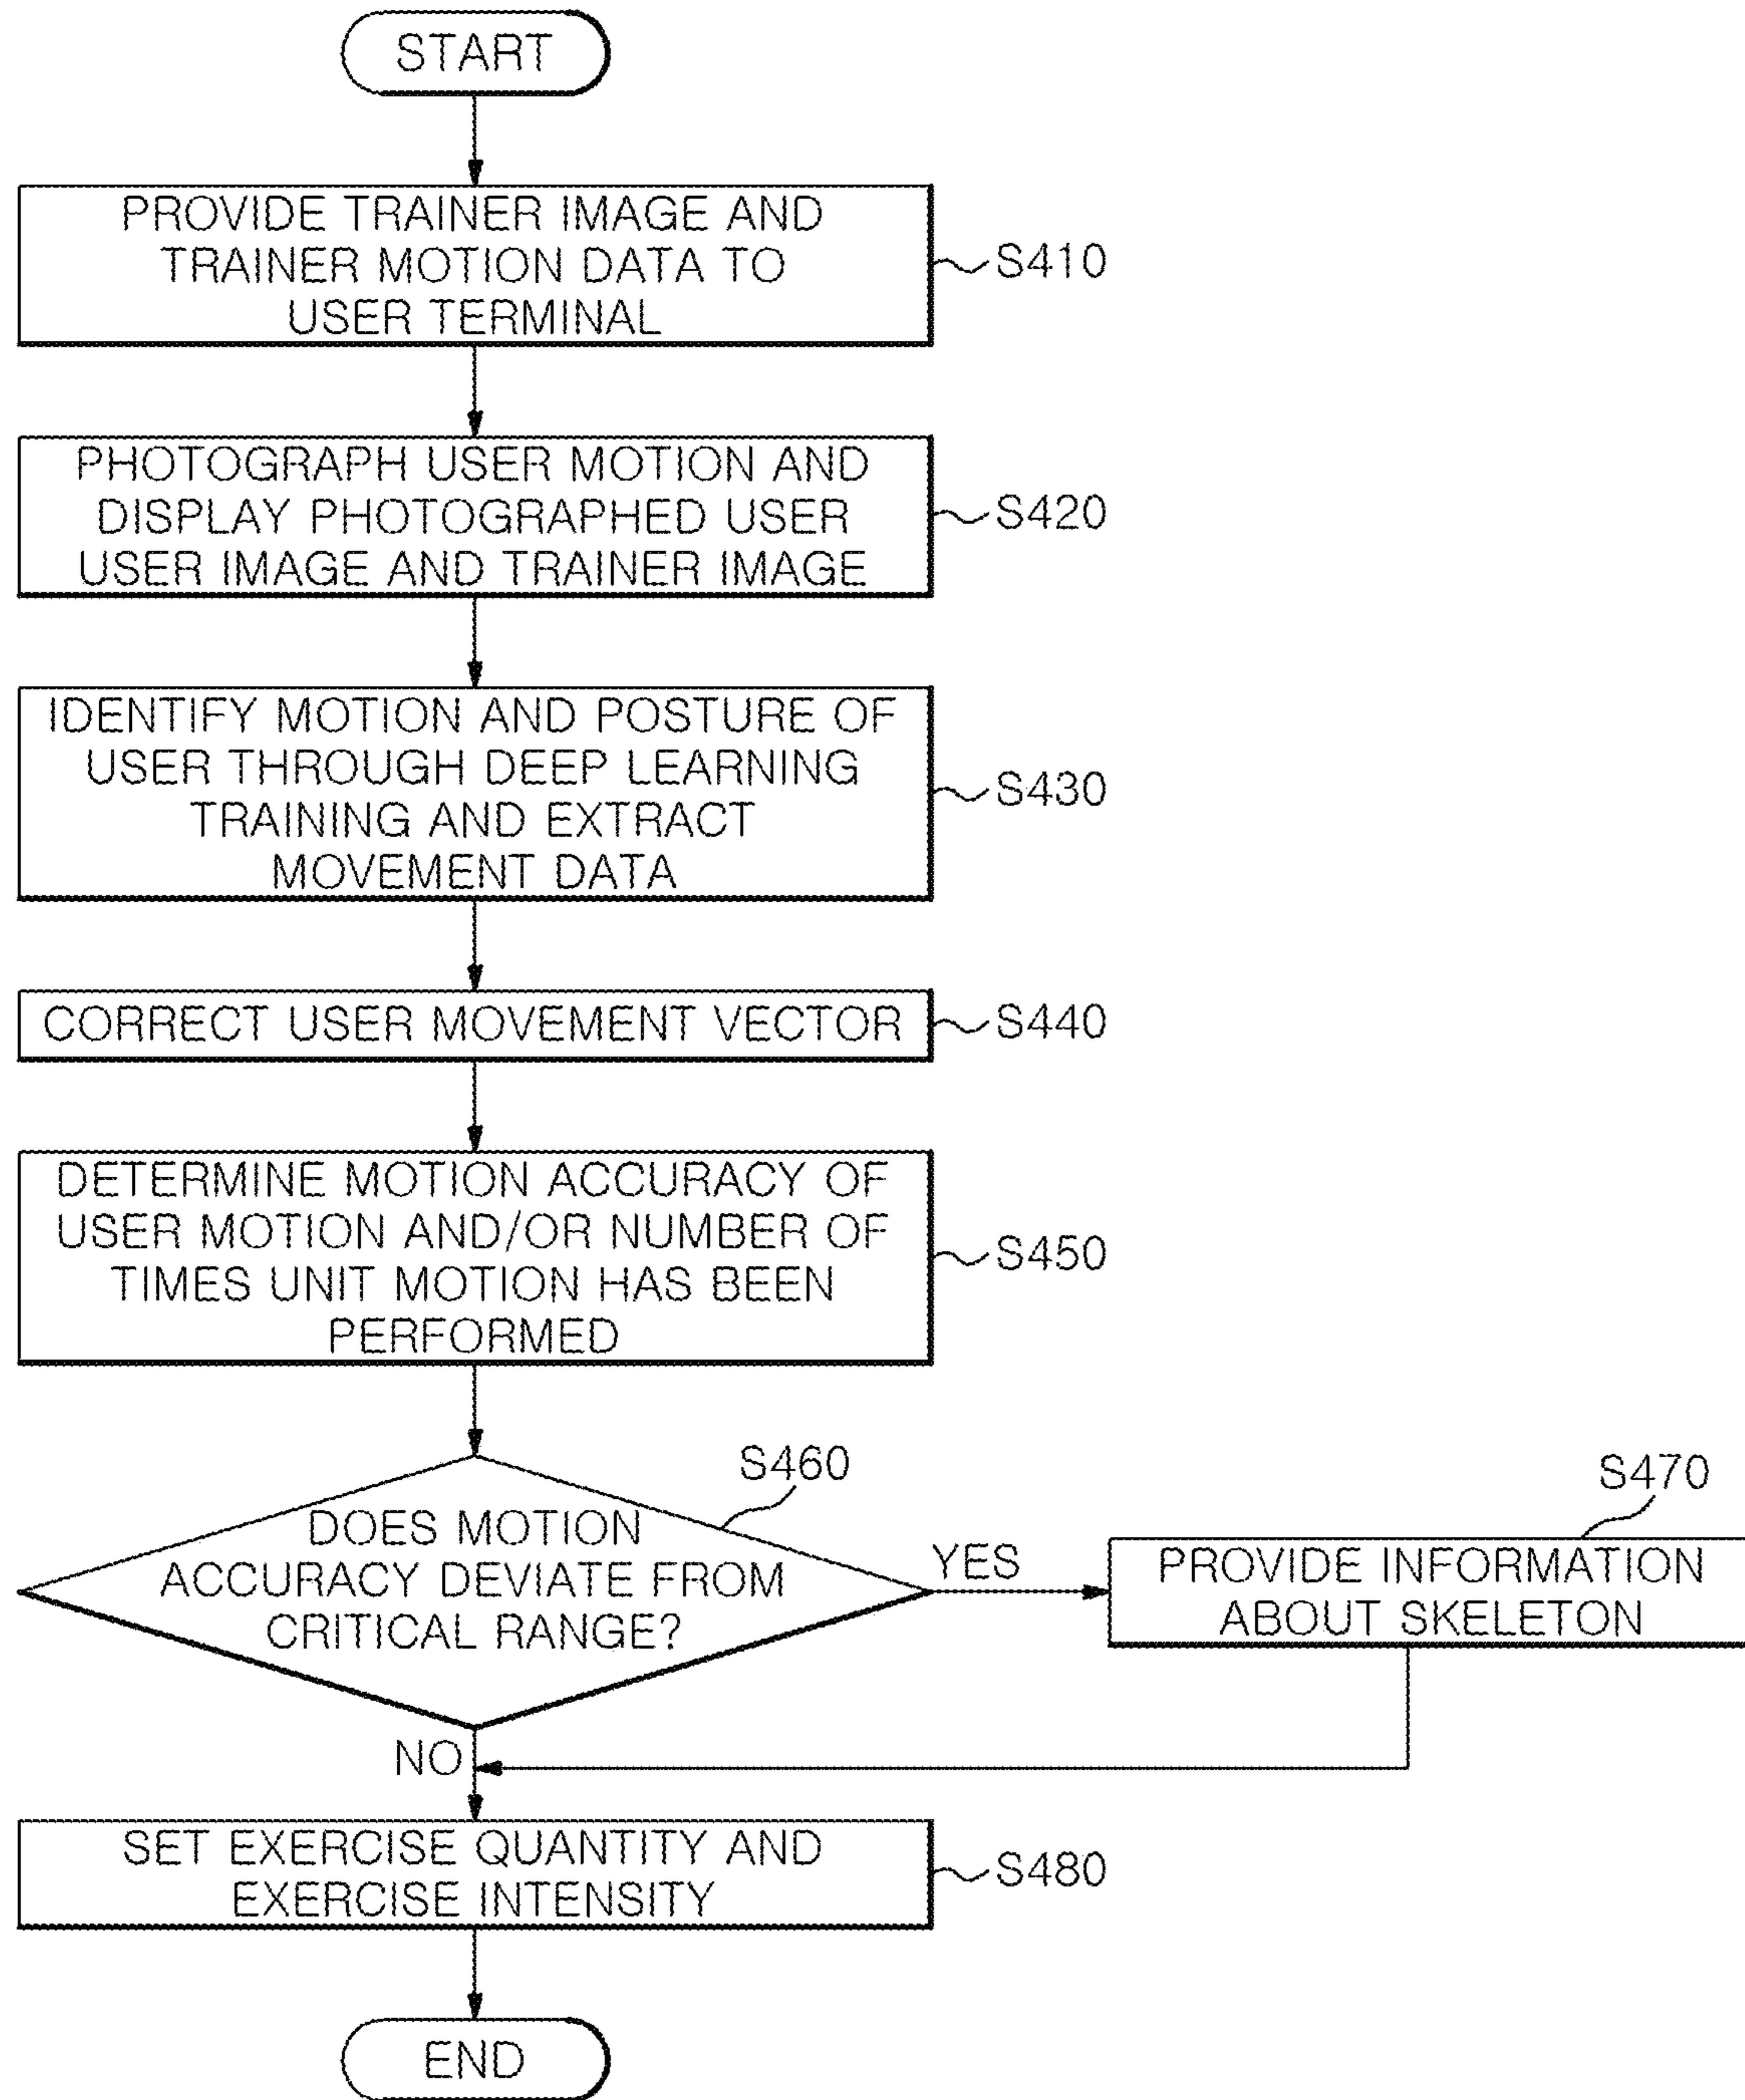 START
PROVIDE TRAINER IMAGE AND
TRAINER MOTION DATA TO
USER TERMINAL
S410
PHOTOGRAPH USER MOTION AND
DISPLAY PHOTOGRAPHED USER
USER IMAGE AND TRAINER IMAGE
S420
IDENTIFY MOTION AND POSTURE OF
USER THROUGH DEEP LEARNING
TRAINING AND EXTRACT
MOVEMENT DATA
S430
CORRECT USER MOVEMENT VECTOR
S440
DETERMINE MOTION ACCURACY OF
USER MOTION AND/OR NUMBER OF
TIMES UNIT MOTION HAS BEEN
PERFORMED
S450
S460
DOES MOTION
ACCURACY DEVIATE FROM
CRITICAL RANGE?
YES
S470
PROVIDE INFORMATION
ABOUT SKELETON
NO
SET EXERCISE QUANTITY AND
EXERCISE INTENSITY
S480
END